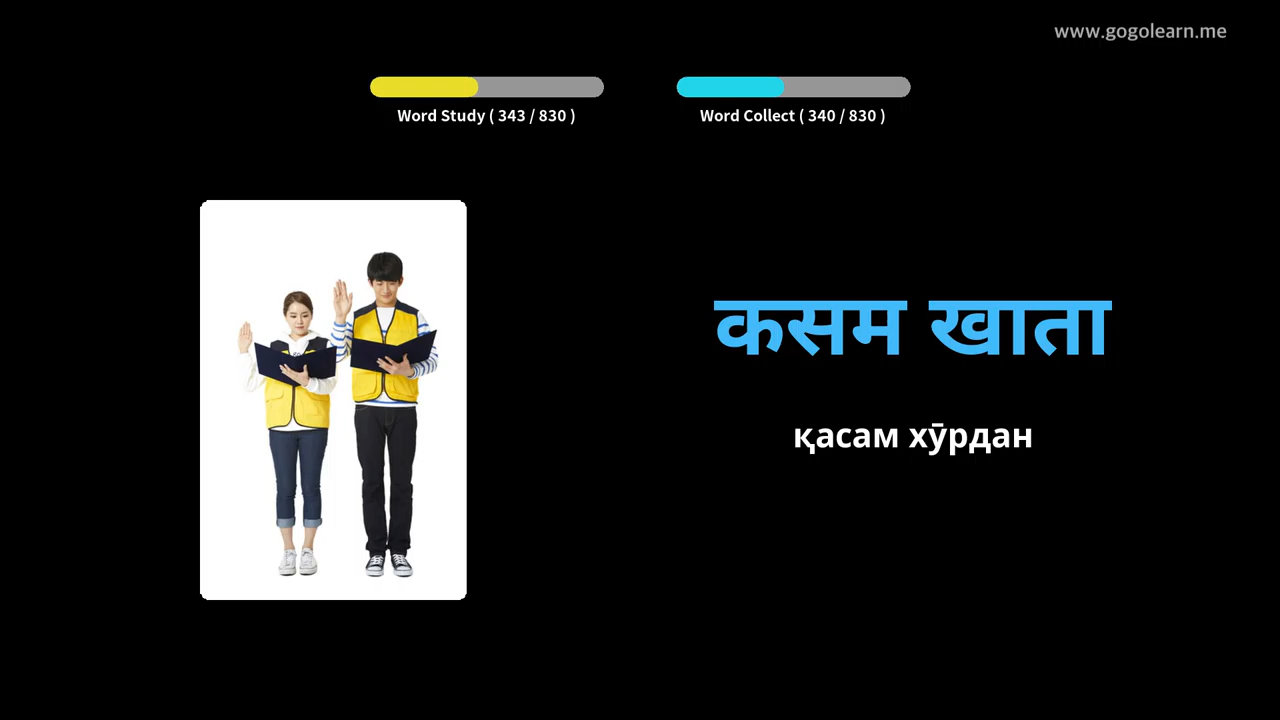 www.gogolearn.me
Word Study ( 343 / 830 )
Word Collect ( 340 / 830 )
कसम खाता
қасам хӯрдан